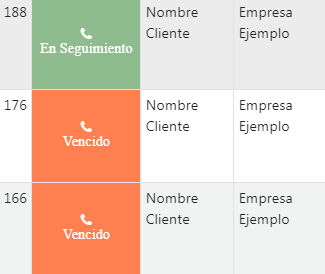 188
En Seguimiento
Nombre
Cliente
Empresa
Ejemplo
176
Vencido
Nombre
Cliente
Empresa
Ejemplo
166
Vencido
Nombre
Cliente
Empresa
Ejemplo